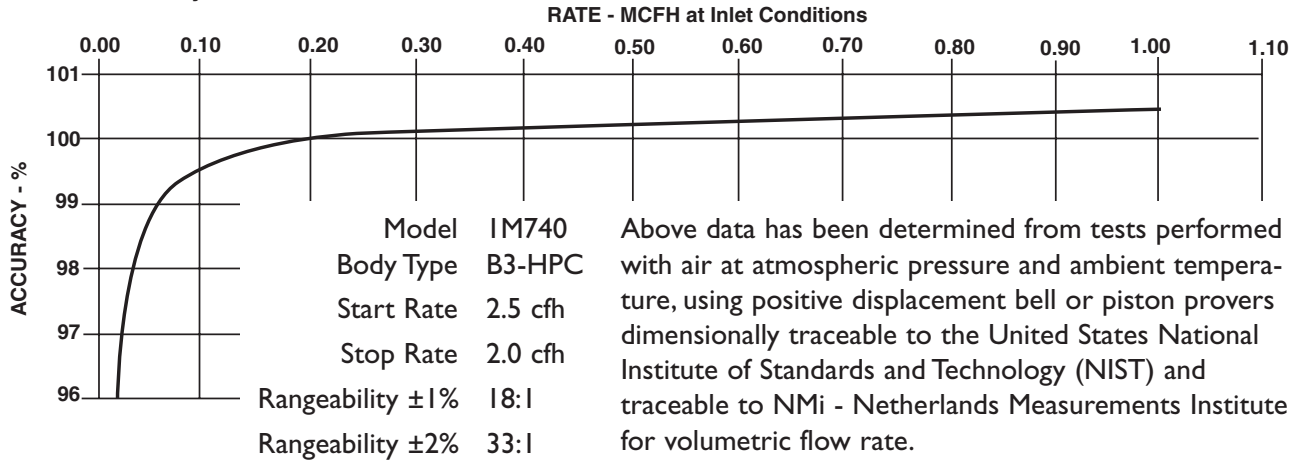 RATE - MCFH at Inlet Conditions
0.00 0.10 0.20 0.30 0.40 0.50 0.60 0.70 0.80 0.90 1.00 1.10
101
100
99
98
97
96
ACCURACY - %
Model 1M740
Body Type B3-HPC
Start Rate 2.5 cfh
Stop Rate 2.0 cfh
Rangeability ±1% 18:1
Rangeability ±2% 33:1
Above data has been determined from tests performed
with air at atmospheric pressure and ambient tempera-
ture, using positive displacement bell or piston provers
dimensionally traceable to the United States National
Institute of Standards and Technology (NIST) and
traceable to NMi - Netherlands Measurements Institute
for volumetric flow rate.